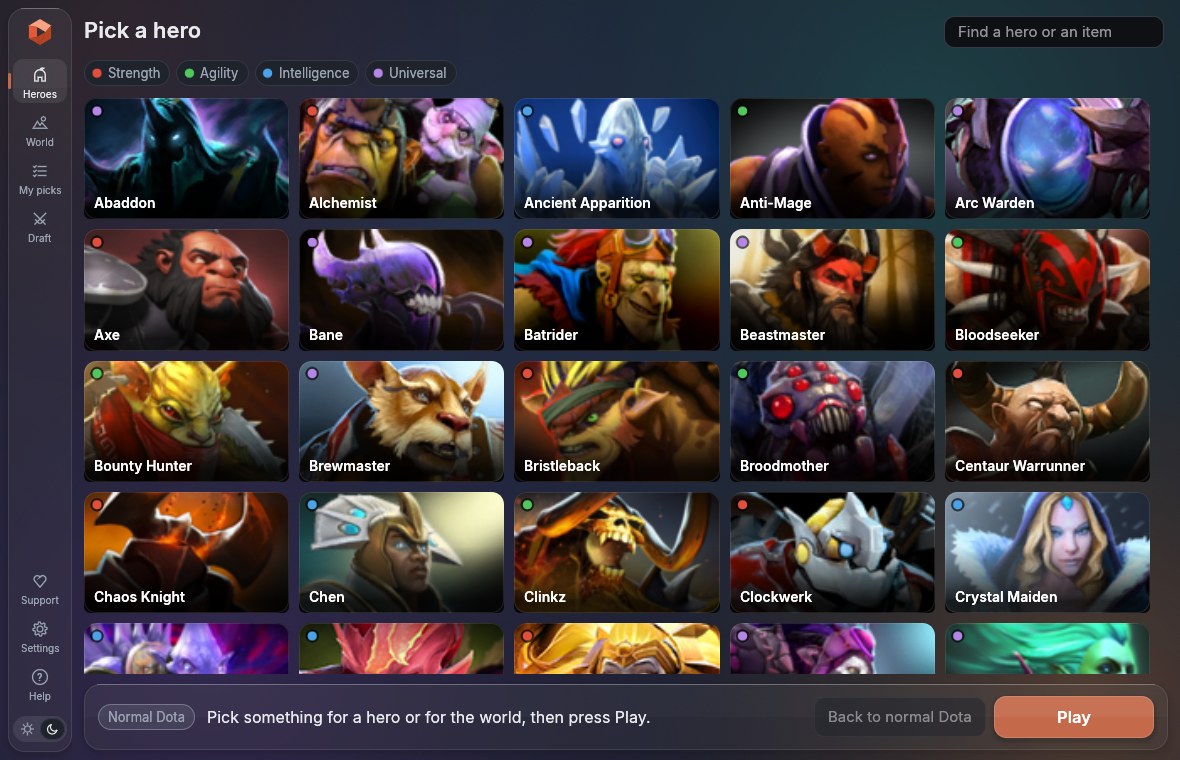 Pick a hero
Find a hero or an item
Strength
Agility
Intelligence
Universal
Heroes
World
My picks
Draft
Abaddon
Alchemist
Ancient Apparition
Anti-Mage
Arc Warden
Axe
Bane
Batrider
Beastmaster
Bloodseeker
Bounty Hunter
Brewmaster
Bristleback
Broodmother
Centaur Warrunner
Chaos Knight
Chen
Clinkz
Clockwerk
Crystal Maiden
Support
Settings
Help
Normal Dota
Pick something for a hero or for the world, then press Play.
Back to normal Dota
Play